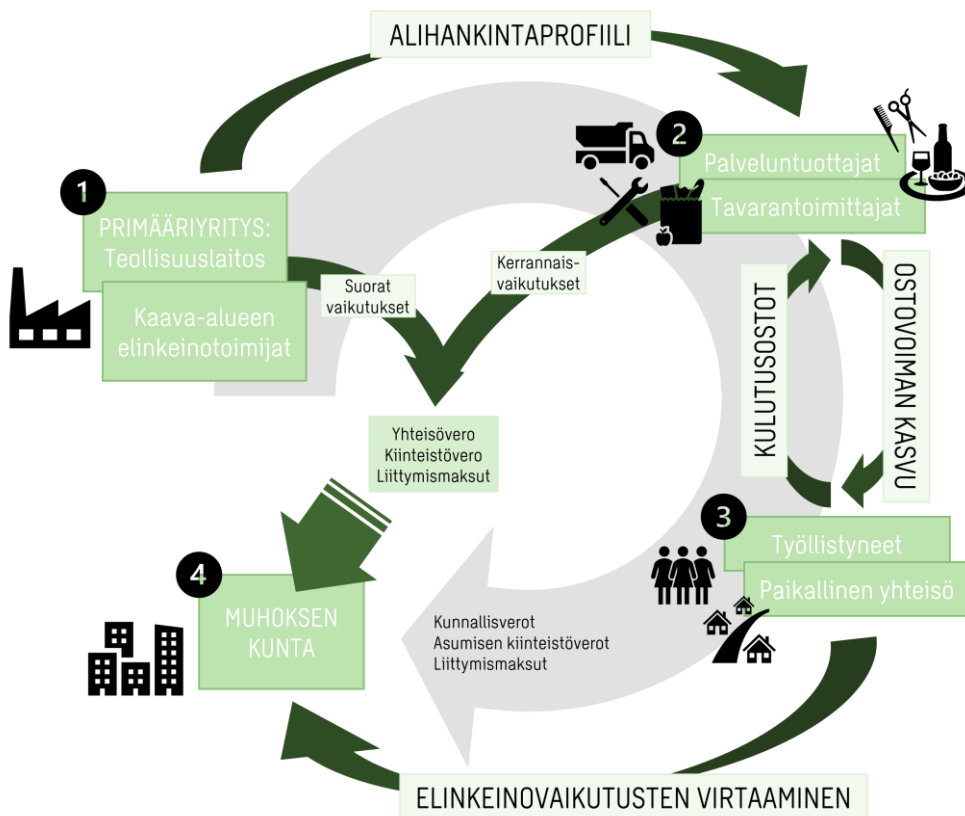 ALIHANKINTAPROFIILI
1
PRIMÄÄRIYRITYS:
Teollisuuslaitos
Kaava-alueen
elinkeinotoimijat
Suorat
vaikutukset
Kerrannais-
vaikutukset
2
Palveluntuottajat
Tavarantoimittajat
KULUTUSOSTOT
OSTOVOIMAN KASVU
Yhteisövero
Kiinteistövero
Liittymismaksut
3
Työllistyneet
Paikallinen yhteisö
4
MUHOKSEN
KUNTA
Kunnallisverot
Asumisen kiinteistöverot
Liittymismaksut
ELINKEINOVAIKUTUSTEN VIRTAAMINEN